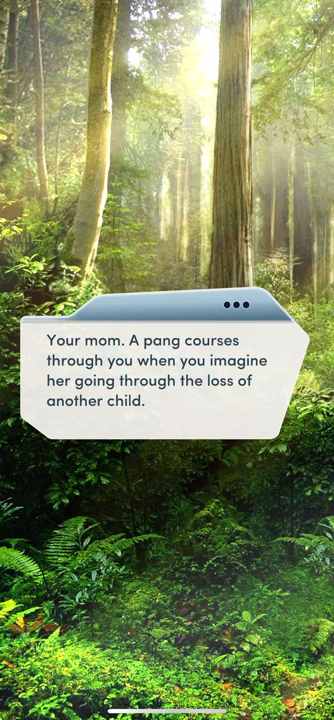 Your mom. A pang courses
through you when you imagine
her going through the loss of
another child.